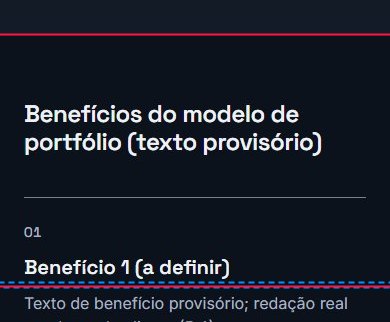 Benefícios do modelo de
portfólio (texto provisório)
01
Benefício 1 (a definir)
Texto de benefício provisório; redação real